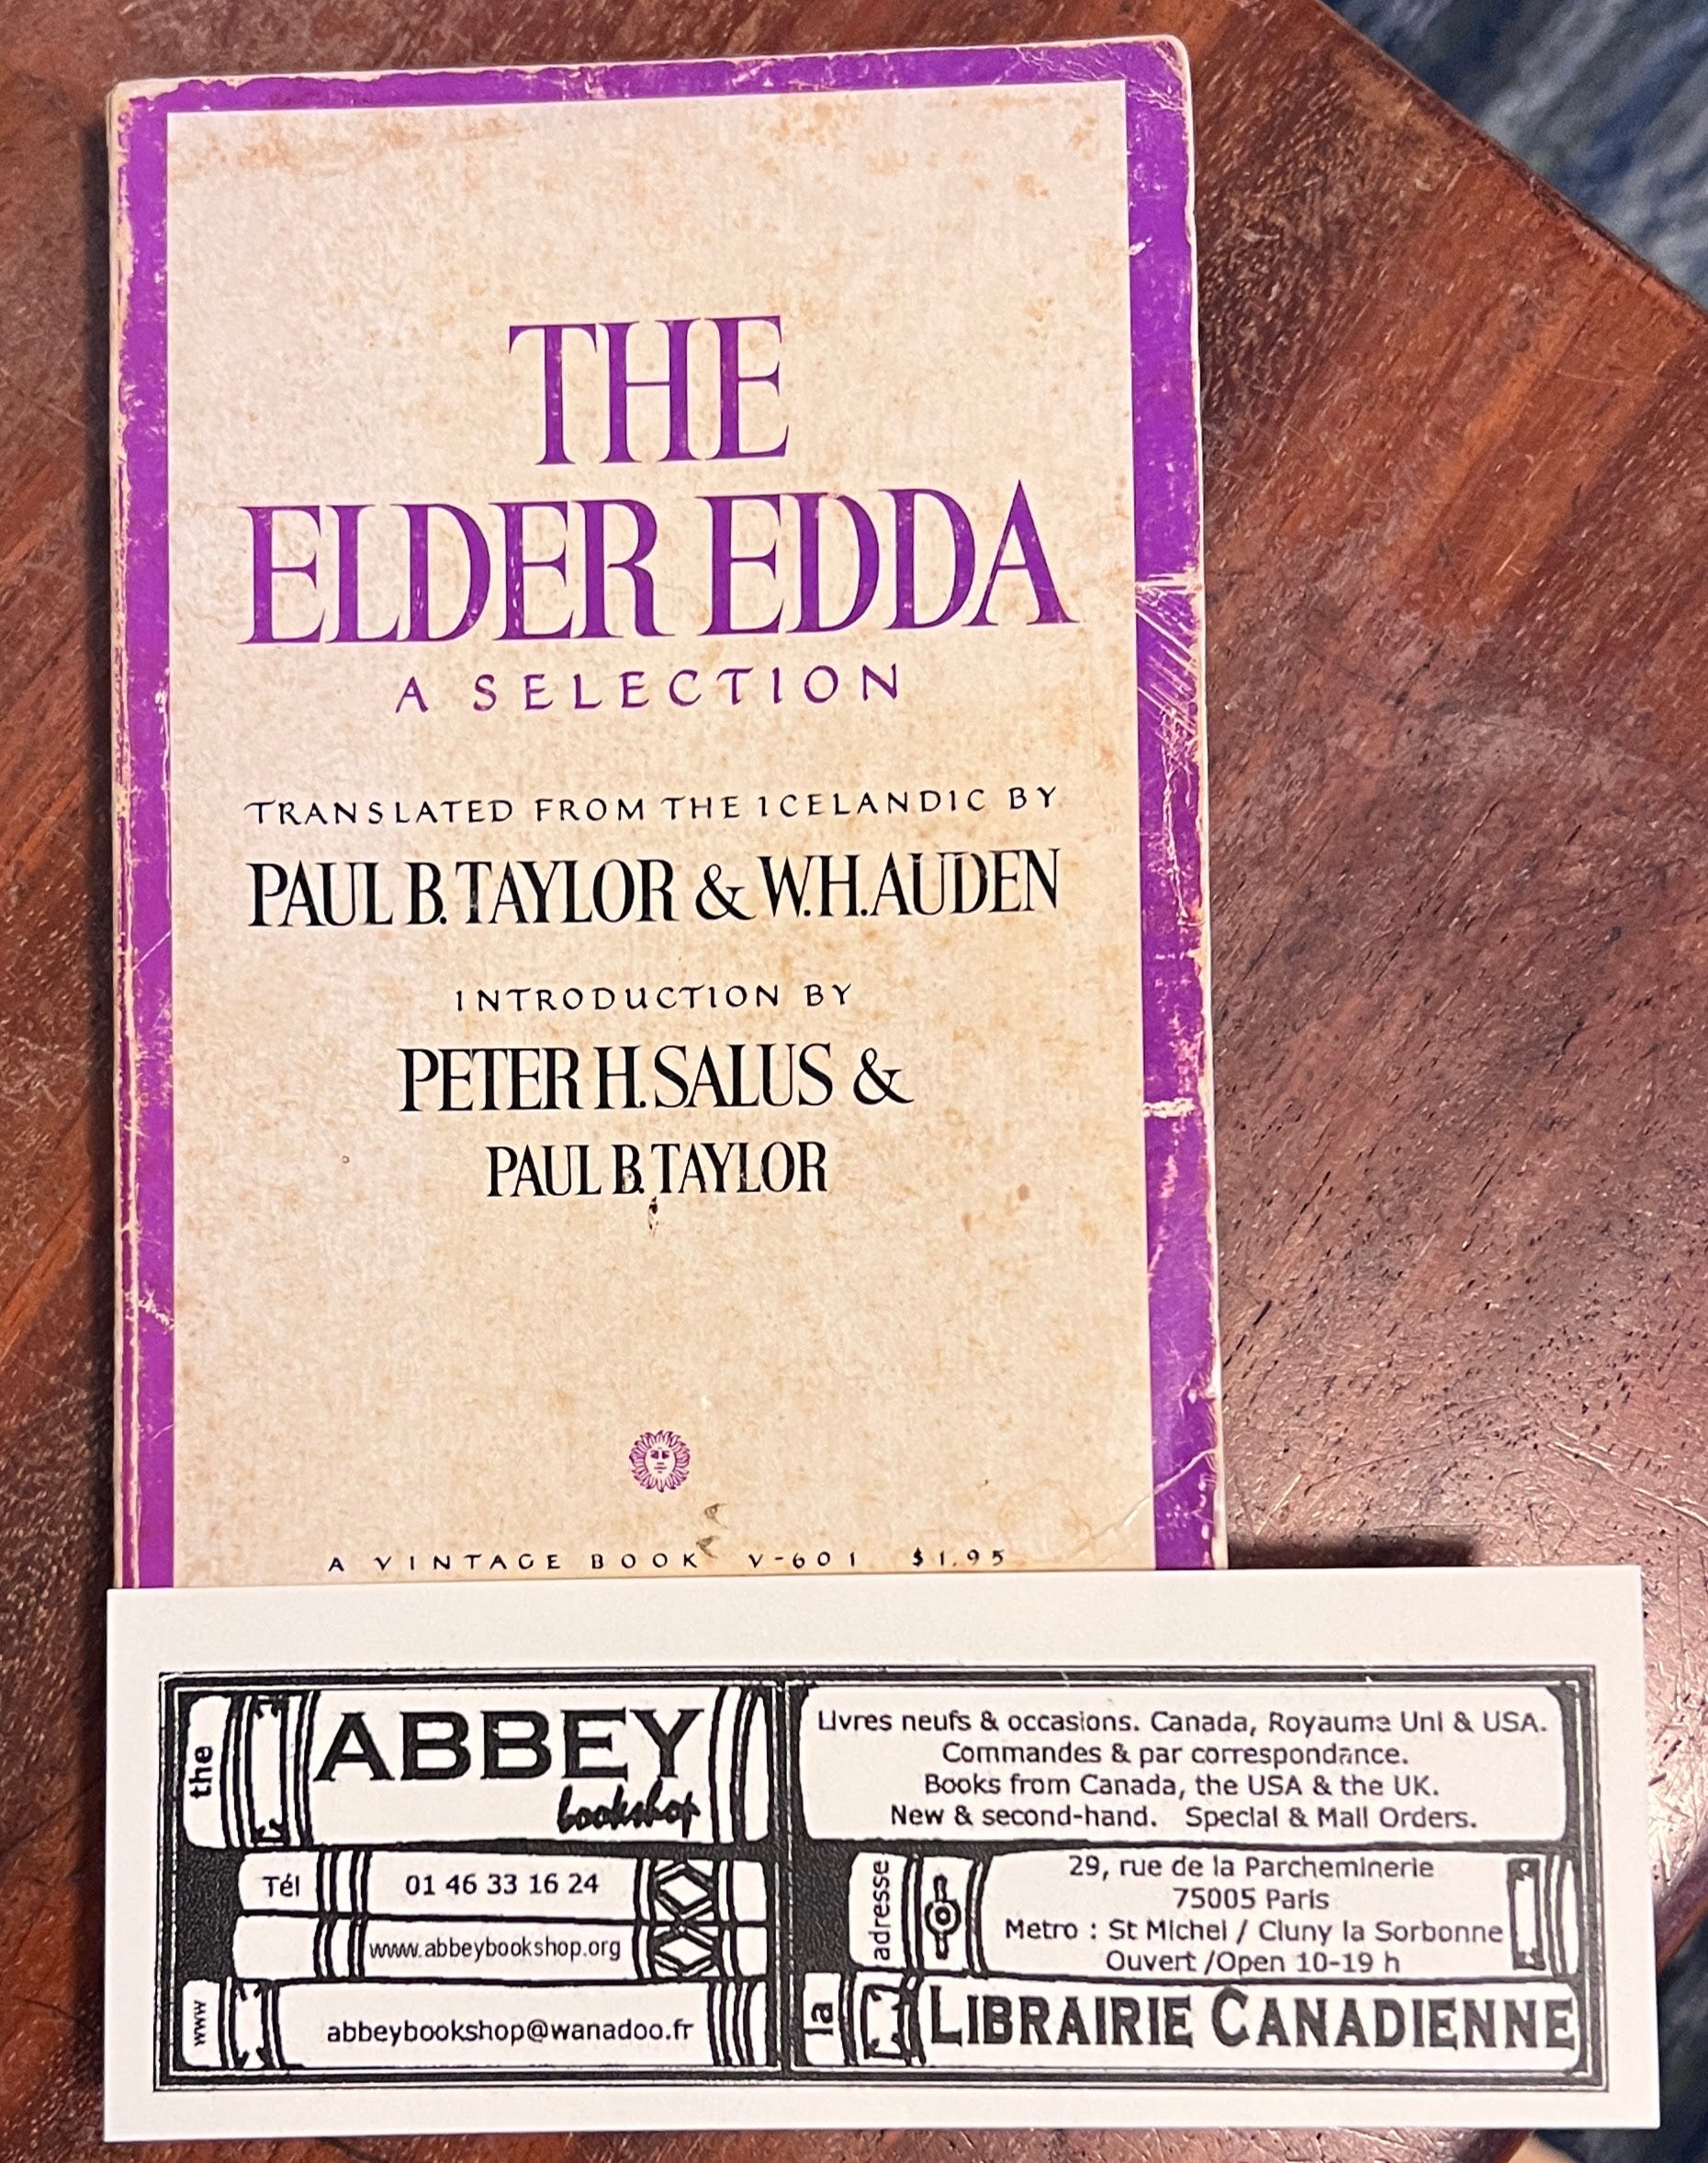 THE
ELDER EDDA
A SELECTION
TRANSLATED FROM THE ICELANDIC BY
PAUL B. TAYLOR & W.H. AUDEN
INTRODUCTION BY
PETER H. SALUS &
PAUL B. TAYLOR
A VINTAGE BOOK V-601 $1.95
the
ABBEY
bookshop
Tél 01 46 33 16 24
www.abbeybookshop.org
www
abbeybookshop@wanadoo.fr
Livres neufs & occasions. Canada, Royaume Uni & USA.
Commandes & par correspondance.
Books from Canada, the USA & the UK.
New & second-hand. Special & Mail Orders.
adresse
29, rue de la Parcheminerie
75005 Paris
Metro : St Michel / Cluny la Sorbonne
Ouvert /Open 10-19 h
la
LIBRAIRIE CANADIENNE